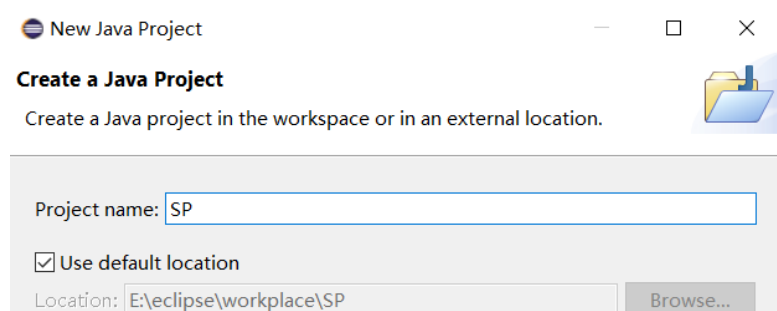 New Java Project
Create a Java Project
Create a Java project in the workspace or in an external location.
Project name: SP
Use default location
Location: E:\eclipse\workplace\SP Browse...